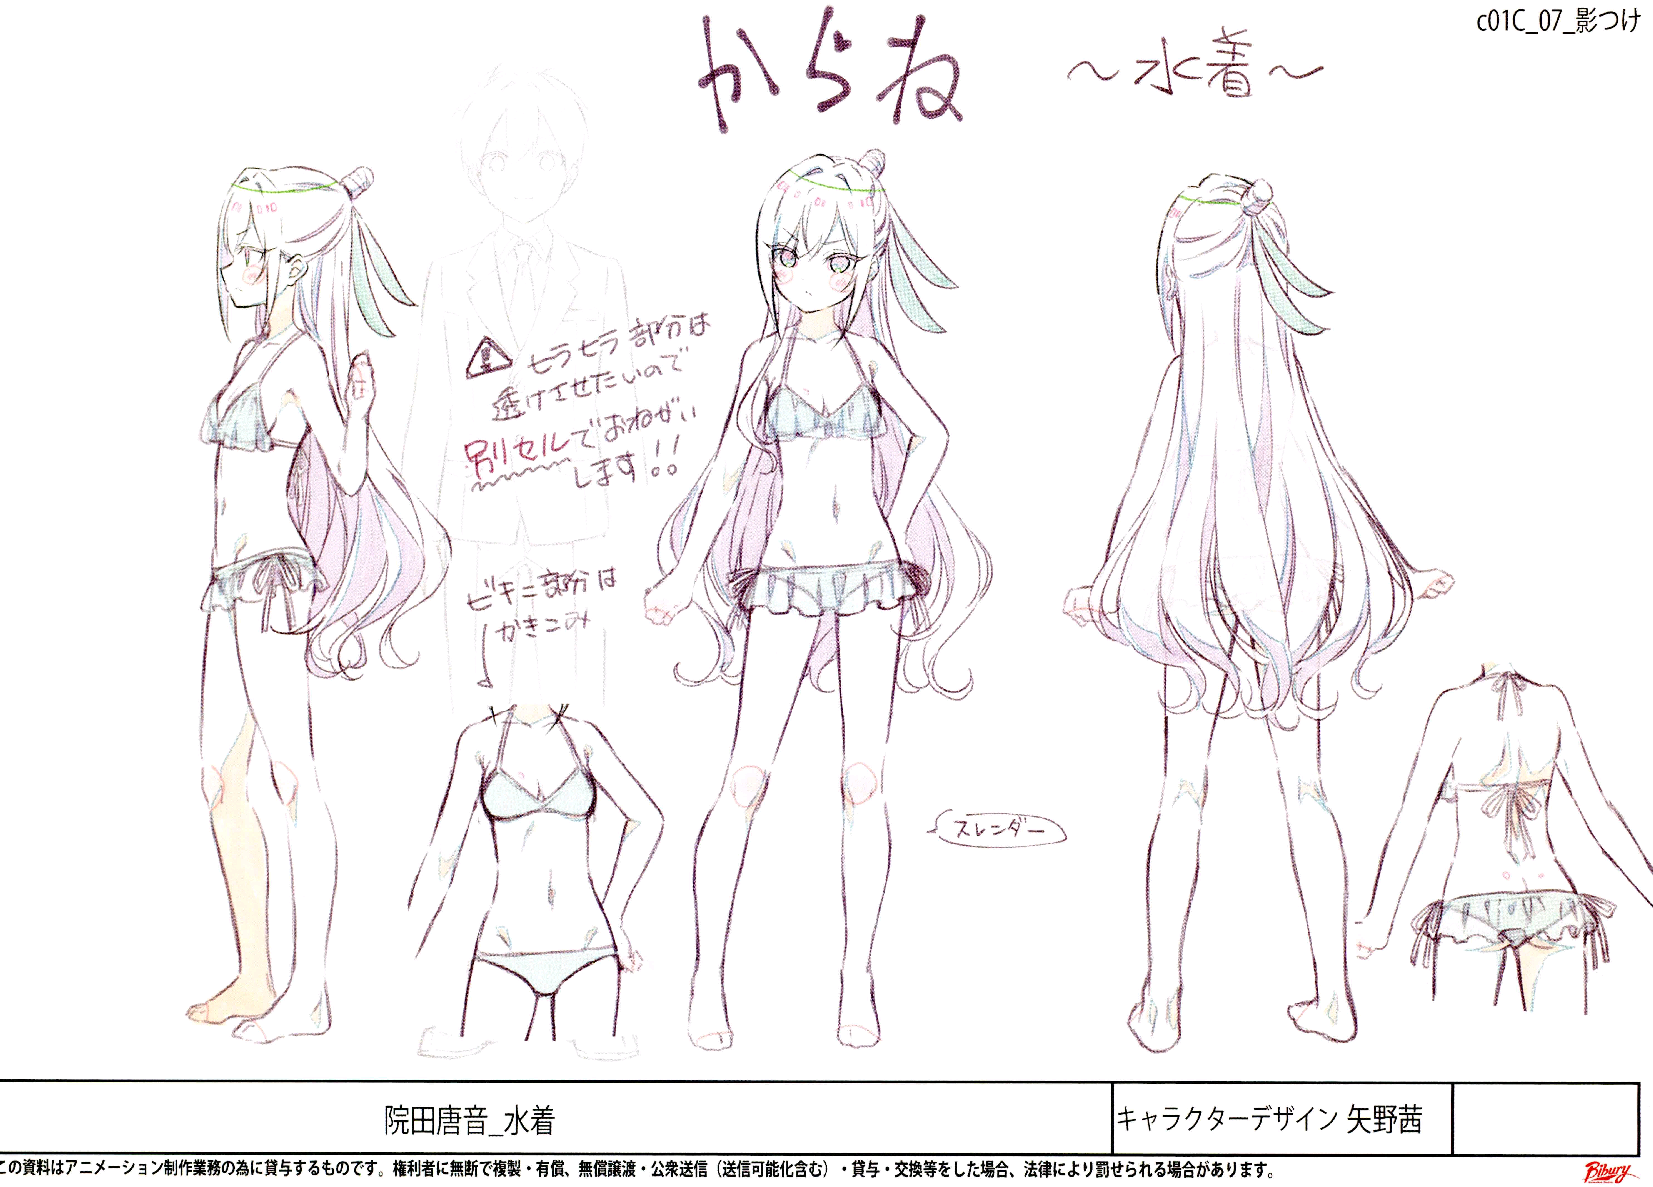 c01C_07_影つけ
からね
～水着～
! ヒラヒラ部分は
透けさせたいので
別セルでおねがい
します!!
ビキニ部分は
かきこみ
スレンダー
院田唐音_水着
キャラクターデザイン 矢野茜
この資料はアニメーション制作業務の為に貸与するものです。権利者に無断で複製・有償、無償譲渡・公衆送信（送信可能化含む）・貸与・交換等をした場合、法律により罰せられる場合があります。
Bibury